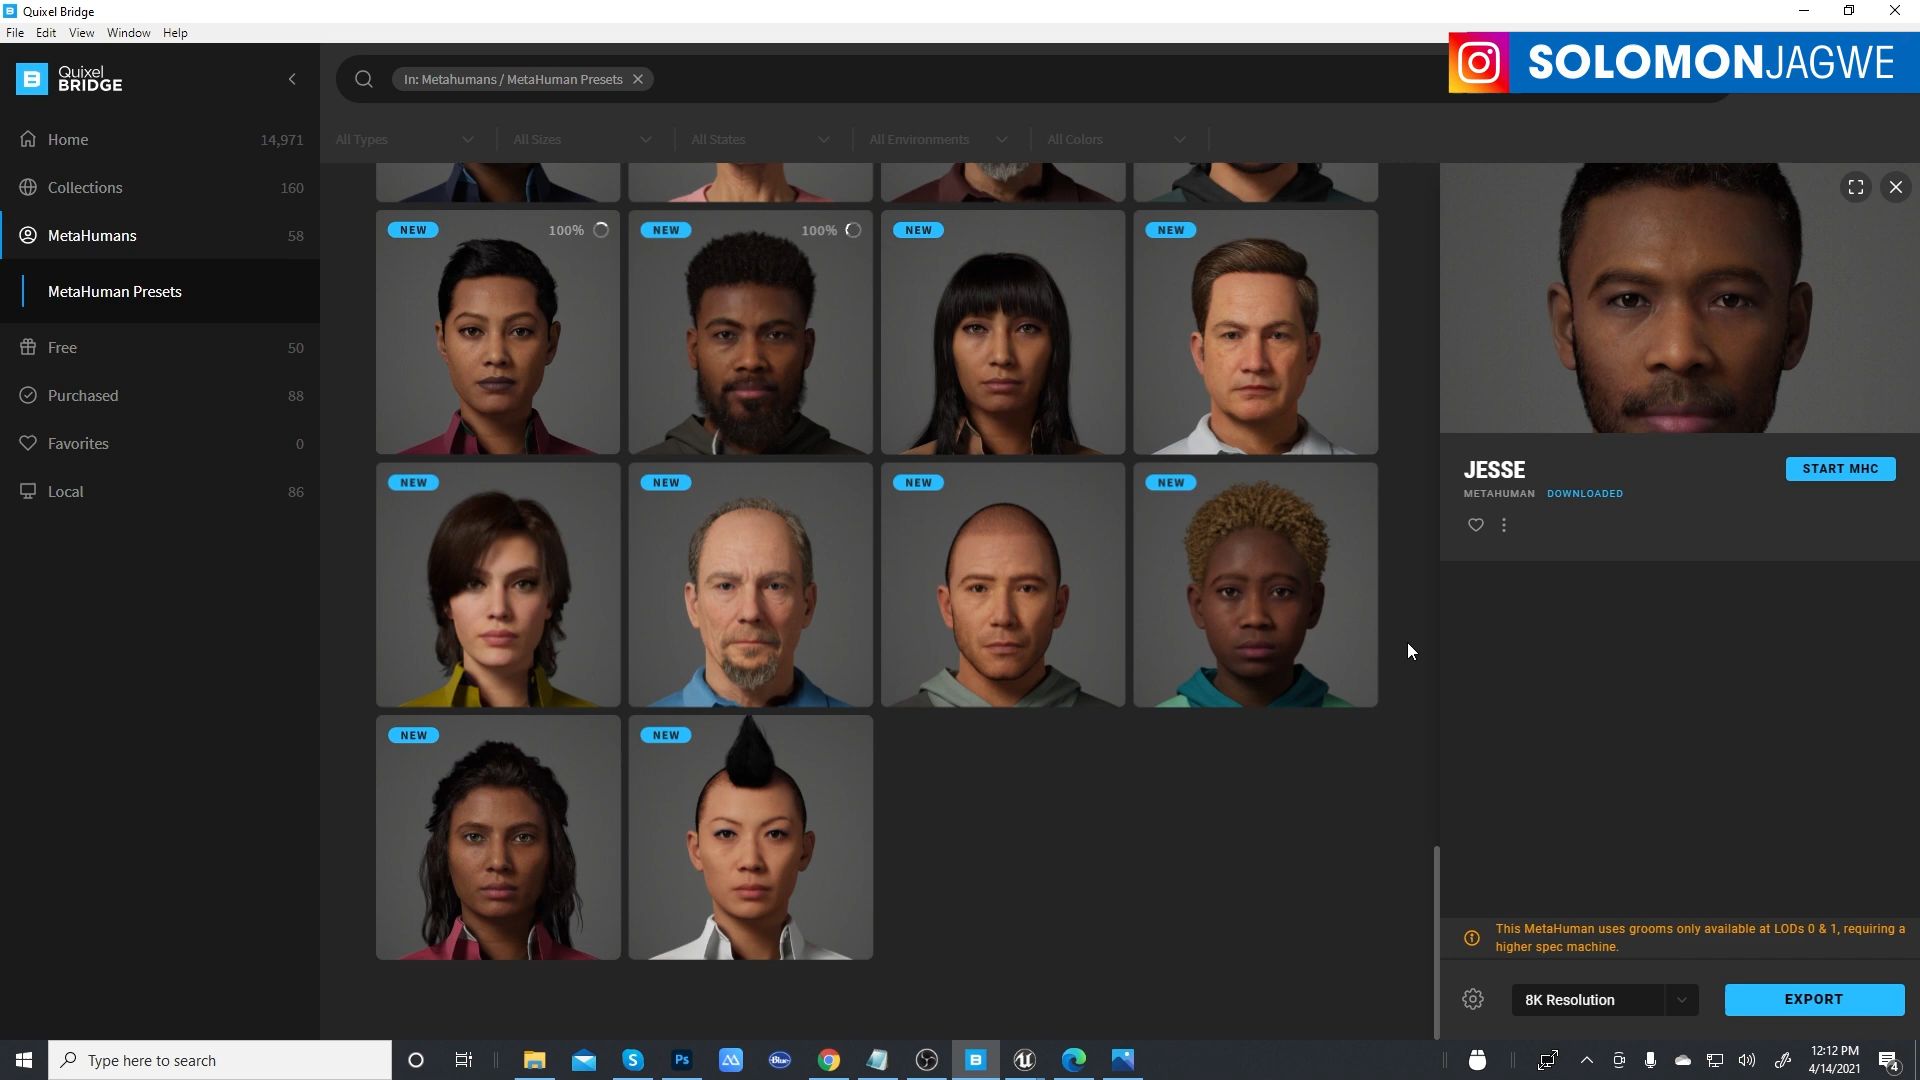 Quixel Bridge
File Edit View Window Help
SOLOMONJAGWE
Quixel
BRIDGE
In: Metahumans / MetaHuman Presets
Home 14,971
All Types All Sizes All States All Environments All Colors
Collections 160
MetaHumans 58
MetaHuman Presets
Free 50
Purchased 88
Favorites 0
Local 86
NEW 100% NEW 100% NEW NEW
NEW NEW NEW NEW
NEW NEW
JESSE
START MHC
METAHUMAN DOWNLOADED
This MetaHuman uses grooms only available at LODs 0 & 1, requiring a
higher spec machine.
8K Resolution
EXPORT
Type here to search
Ps
Blue
12:12 PM
4/14/2021
4